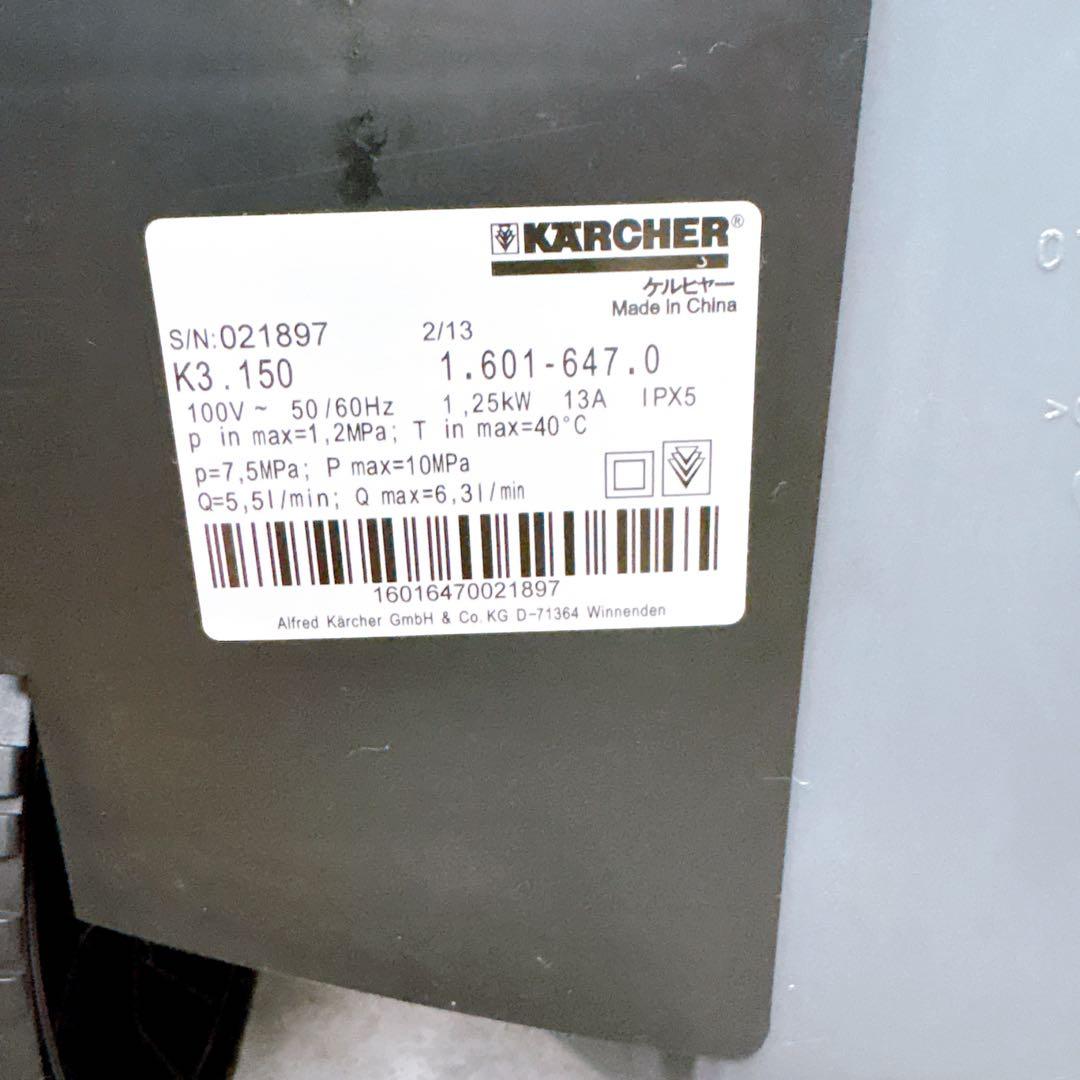 KÄRCHER®
ケルヒャー
Made in China
S/N:021897 2/13
K3.150 1.601-647.0
100V ~ 50/60Hz 1,25kW 13A IPX5
p in max=1,2MPa; T in max=40°C
p=7,5MPa; P max=10MPa
Q=5,5l/min; Q max=6,3l/min
16016470021897
Alfred Kärcher GmbH & Co. KG D-71364 Winnenden